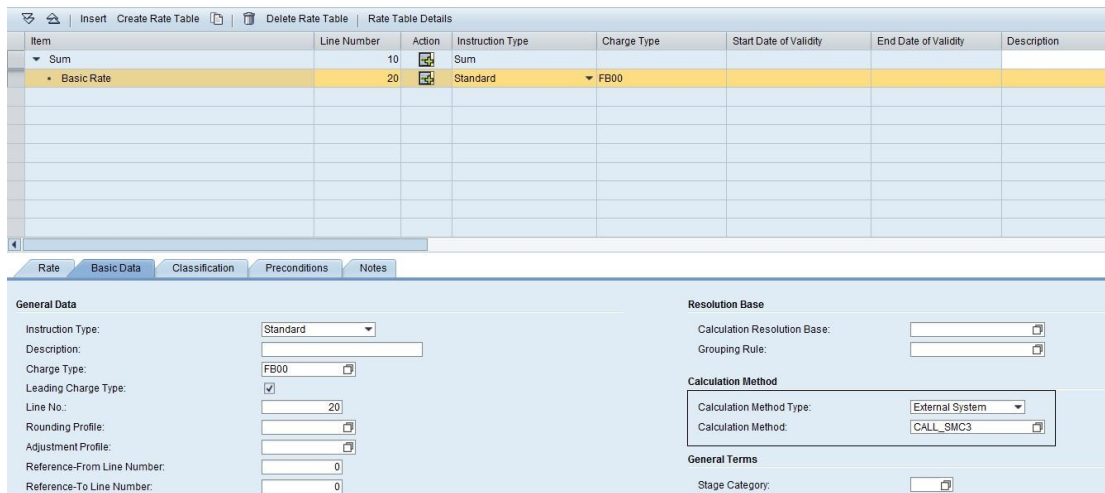 Insert Create Rate Table Delete Rate Table Rate Table Details
Item Line Number Action Instruction Type Charge Type Start Date of Validity End Date of Validity Description
Sum 10 Sum
Basic Rate 20 Standard FB00
Rate Basic Data Classification Preconditions Notes
General Data
Instruction Type: Standard
Description:
Charge Type: FB00
Leading Charge Type:
Line No.: 20
Rounding Profile:
Adjustment Profile:
Reference-From Line Number: 0
Reference-To Line Number: 0
Resolution Base
Calculation Resolution Base:
Grouping Rule:
Calculation Method
Calculation Method Type: External System
Calculation Method: CALL_SMC3
General Terms
Stage Category: